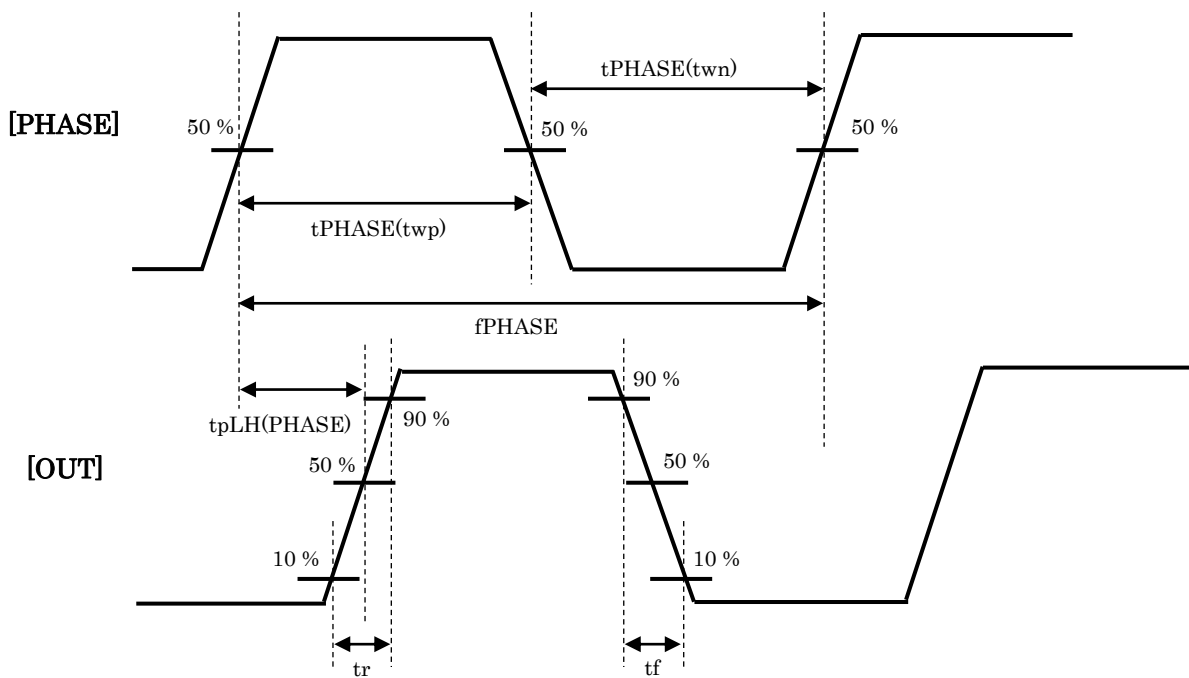 tPHASE(twn)
[PHASE]
50 %
50 %
50 %
tPHASE(twp)
fPHASE
90 %
tpLH(PHASE)
90 %
[OUT]
50 %
50 %
10 %
10 %
tr
tf